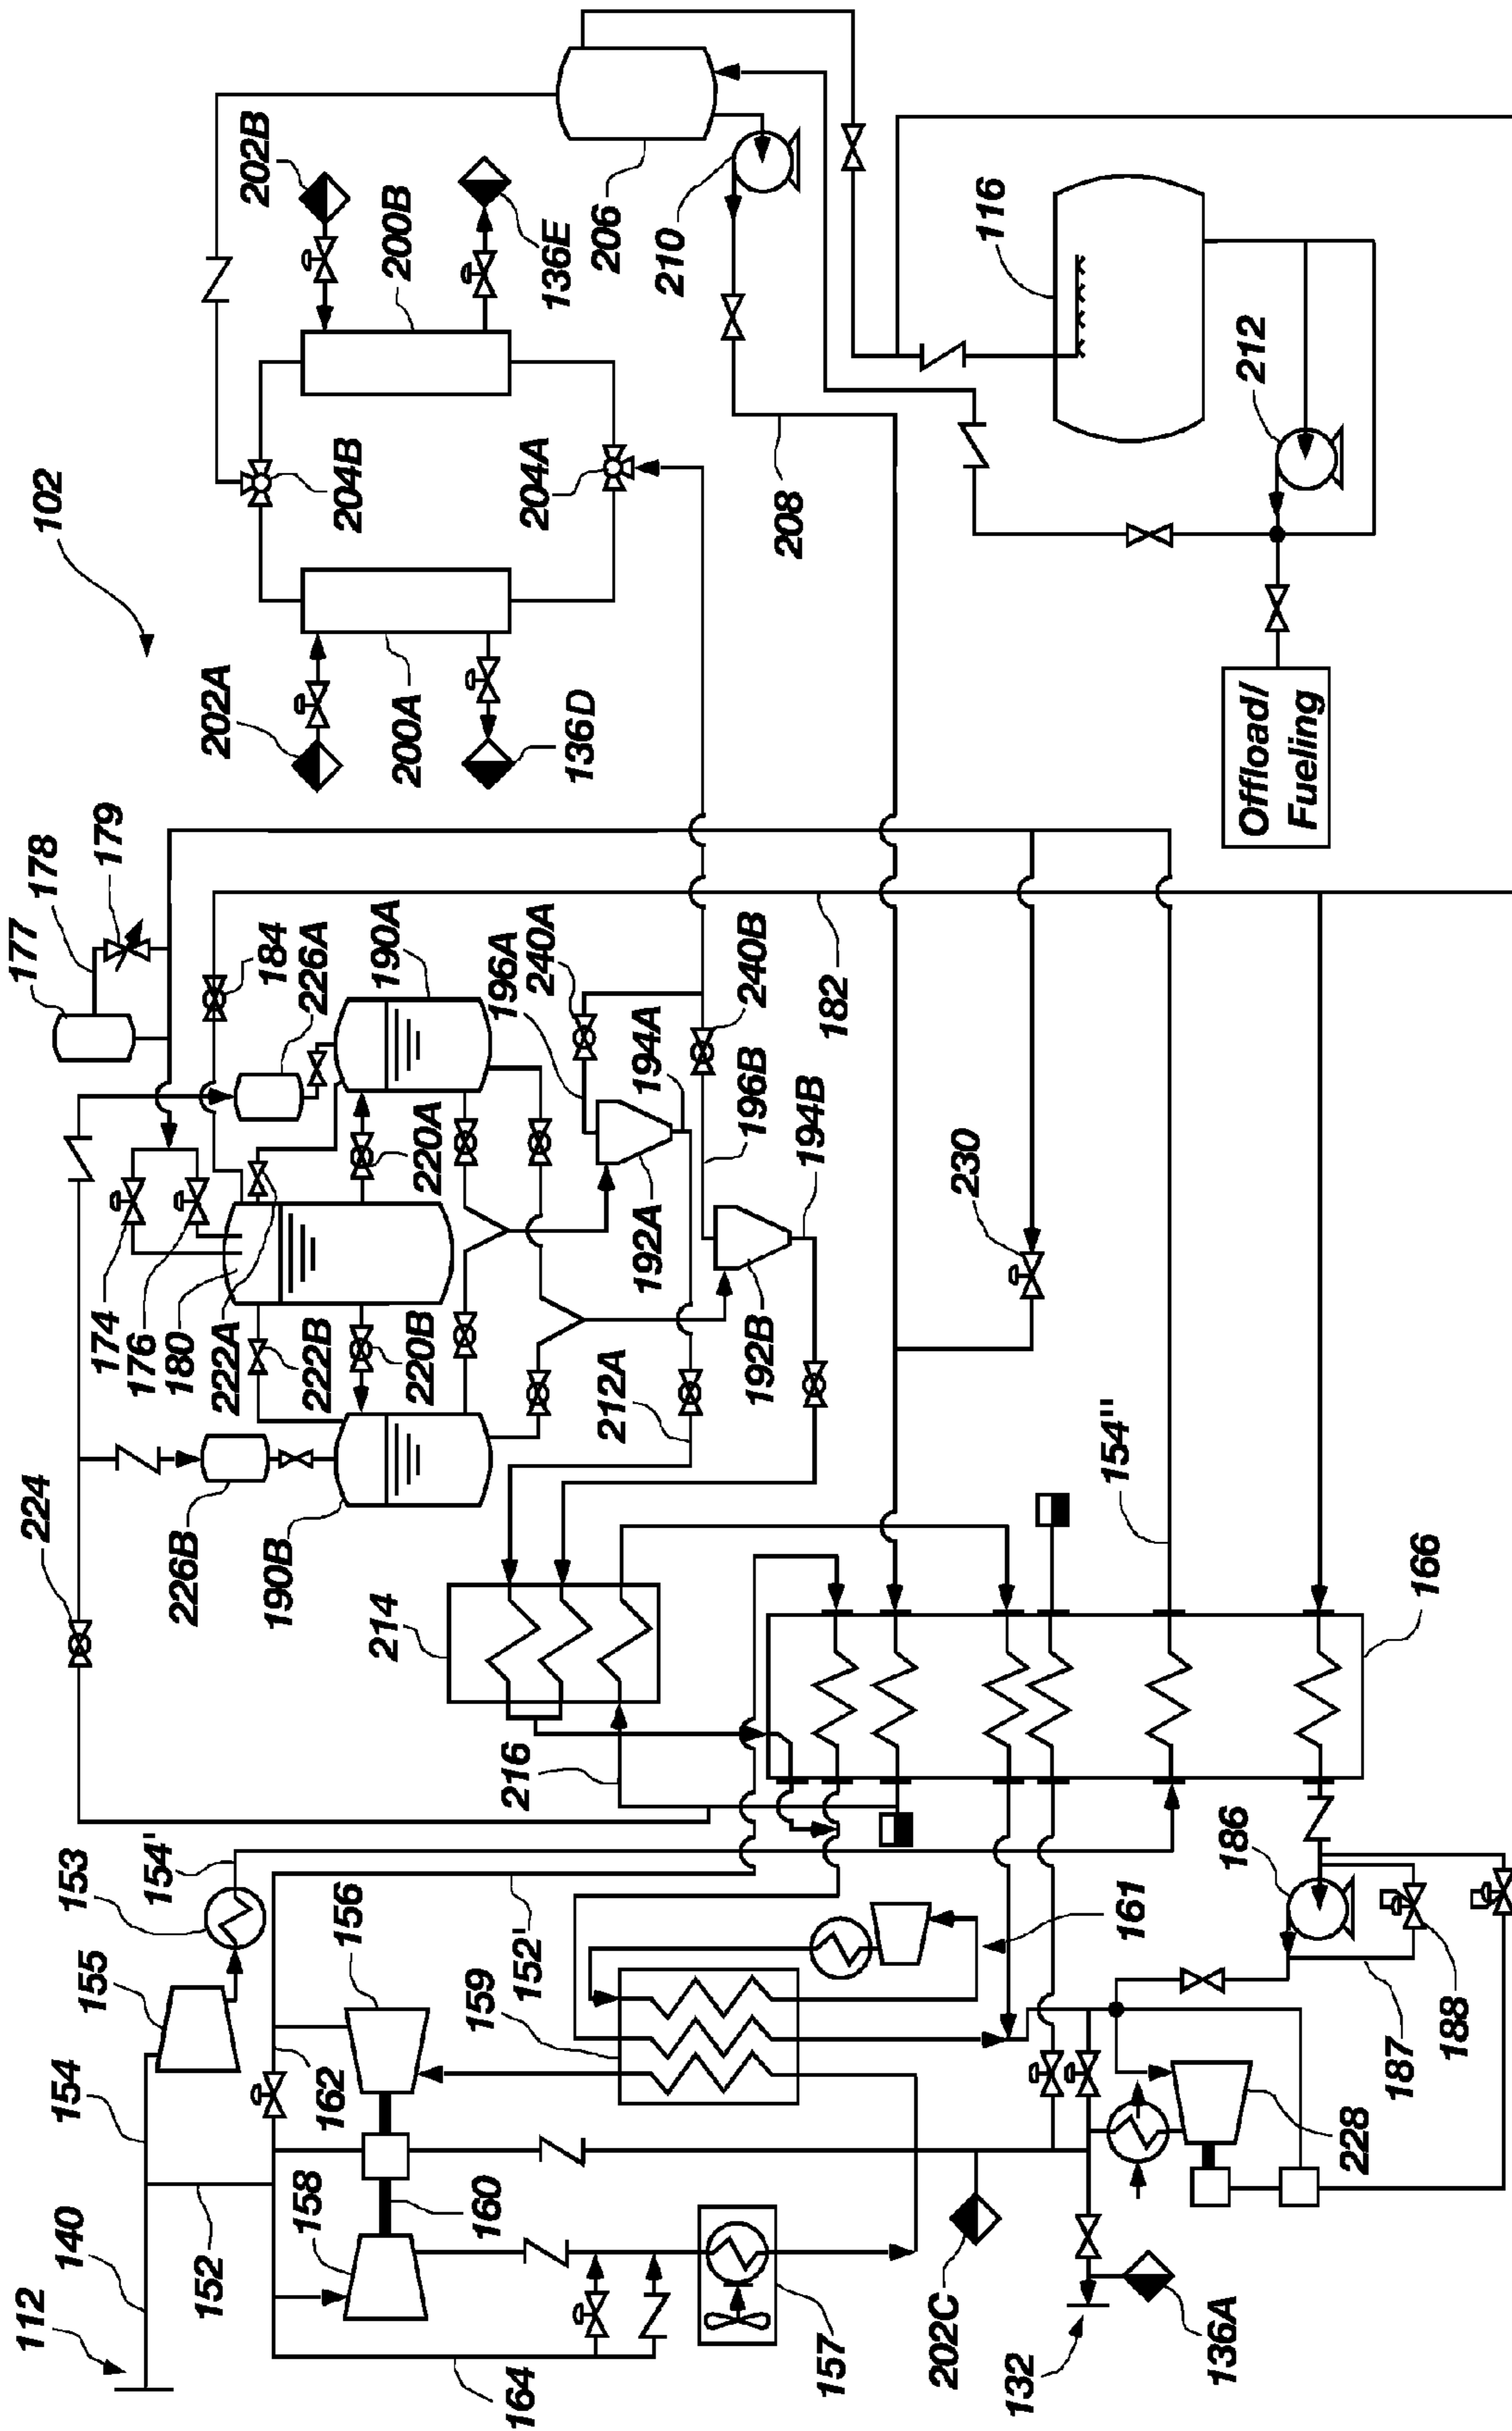 102
112
140
154
155
153
154'
152
158
160
162
156
152'
164
157
159
161
202C
132
136A
228
187
188
186
166
216
214
224
226B
190B
174
176
180
222A
222B
220B
220A
212A
192A
192B
177
178
179
184
226A
190A
196A
240A
194A
240B
196B
194B
182
230
154"
202A
200A
136D
204B
204A
202B
200B
136E
206
210
208
116
212
Offload/
Fueling